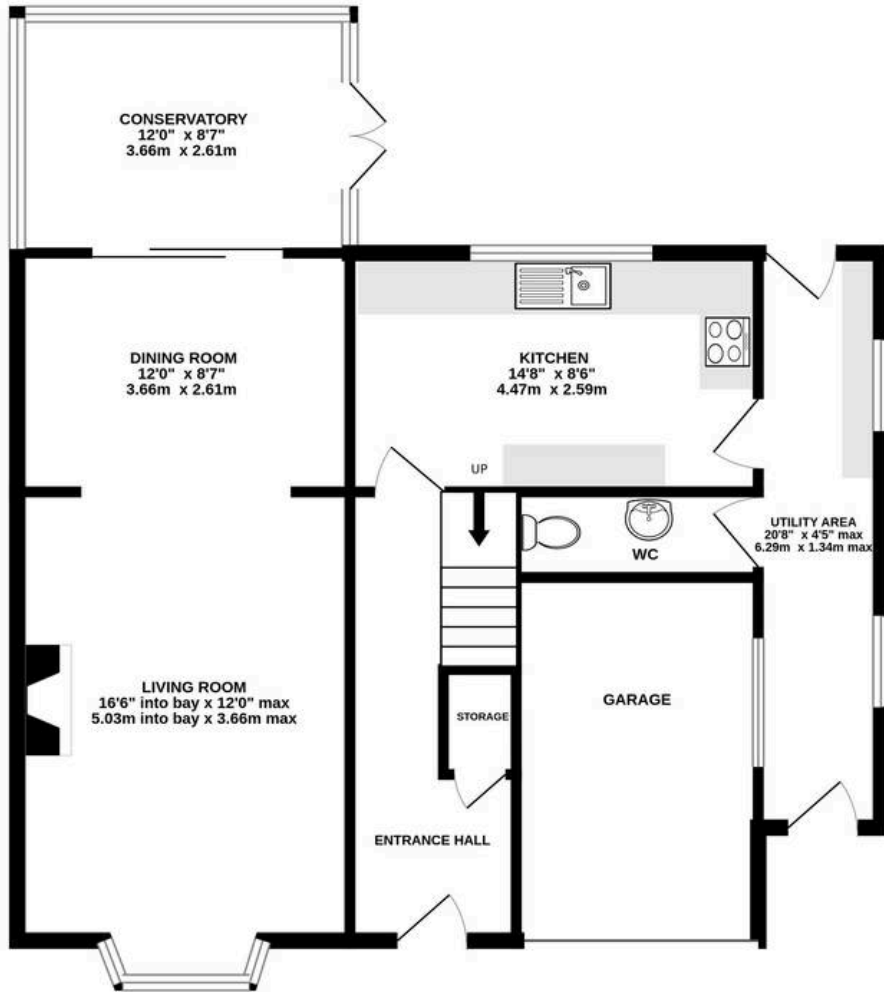 CONSERVATORY
12'0" x 8'7"
3.66m x 2.61m
DINING ROOM
12'0" x 8'7"
3.66m x 2.61m
KITCHEN
14'8" x 8'6"
4.47m x 2.59m
UP
WC
UTILITY AREA
20'8" x 4'5" max
6.29m x 1.34m max
LIVING ROOM
16'6" into bay x 12'0" max
5.03m into bay x 3.66m max
STORAGE
GARAGE
ENTRANCE HALL